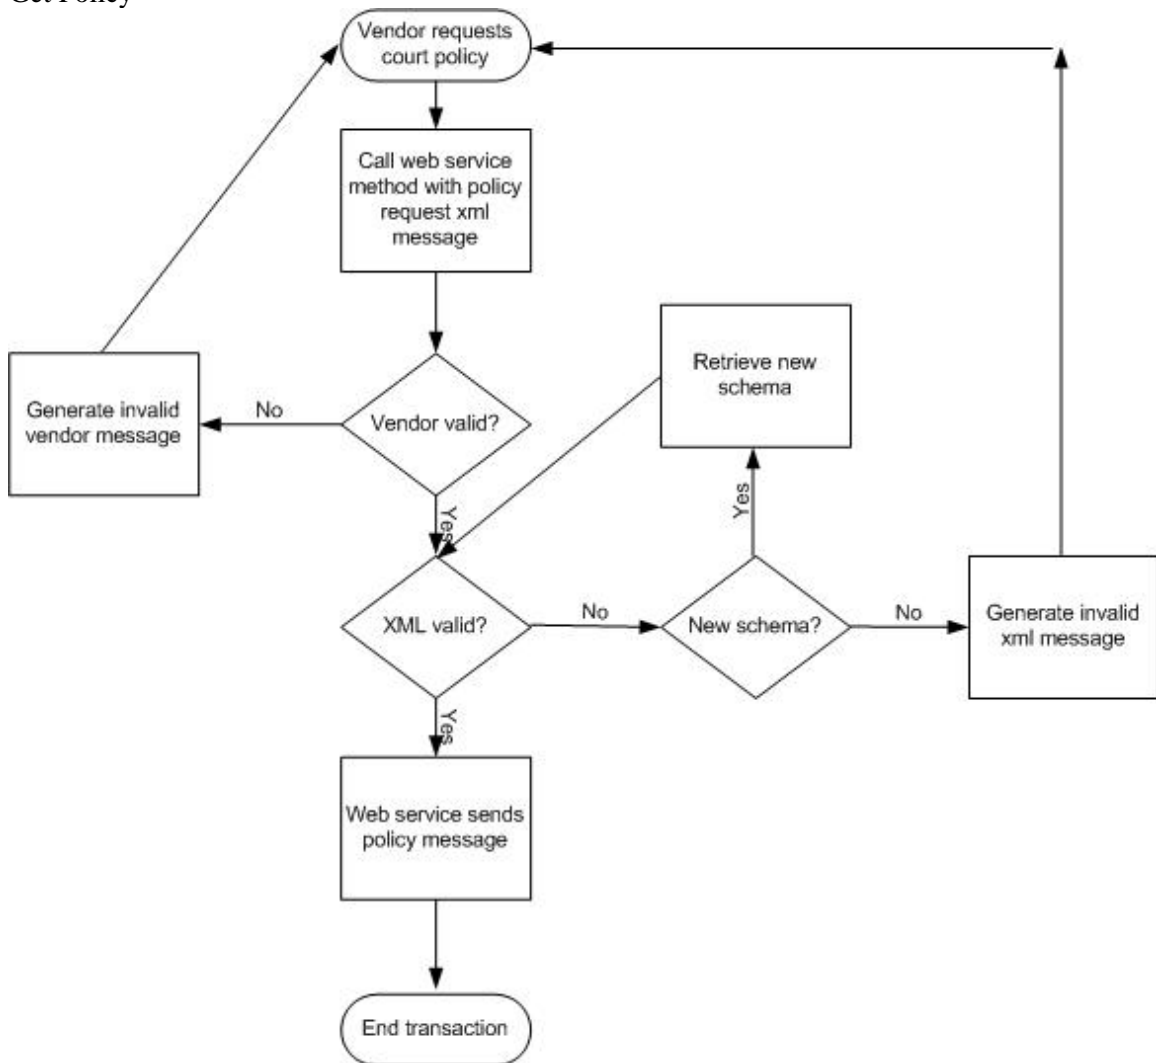 Get Policy
Vendor requests
court policy
Call web service
method with policy
request xml
message
Retrieve new
schema
Generate invalid
vendor message
No
Vendor valid?
Yes
Yes
XML valid?
No
New schema?
No
Generate invalid
xml message
Yes
Web service sends
policy message
End transaction